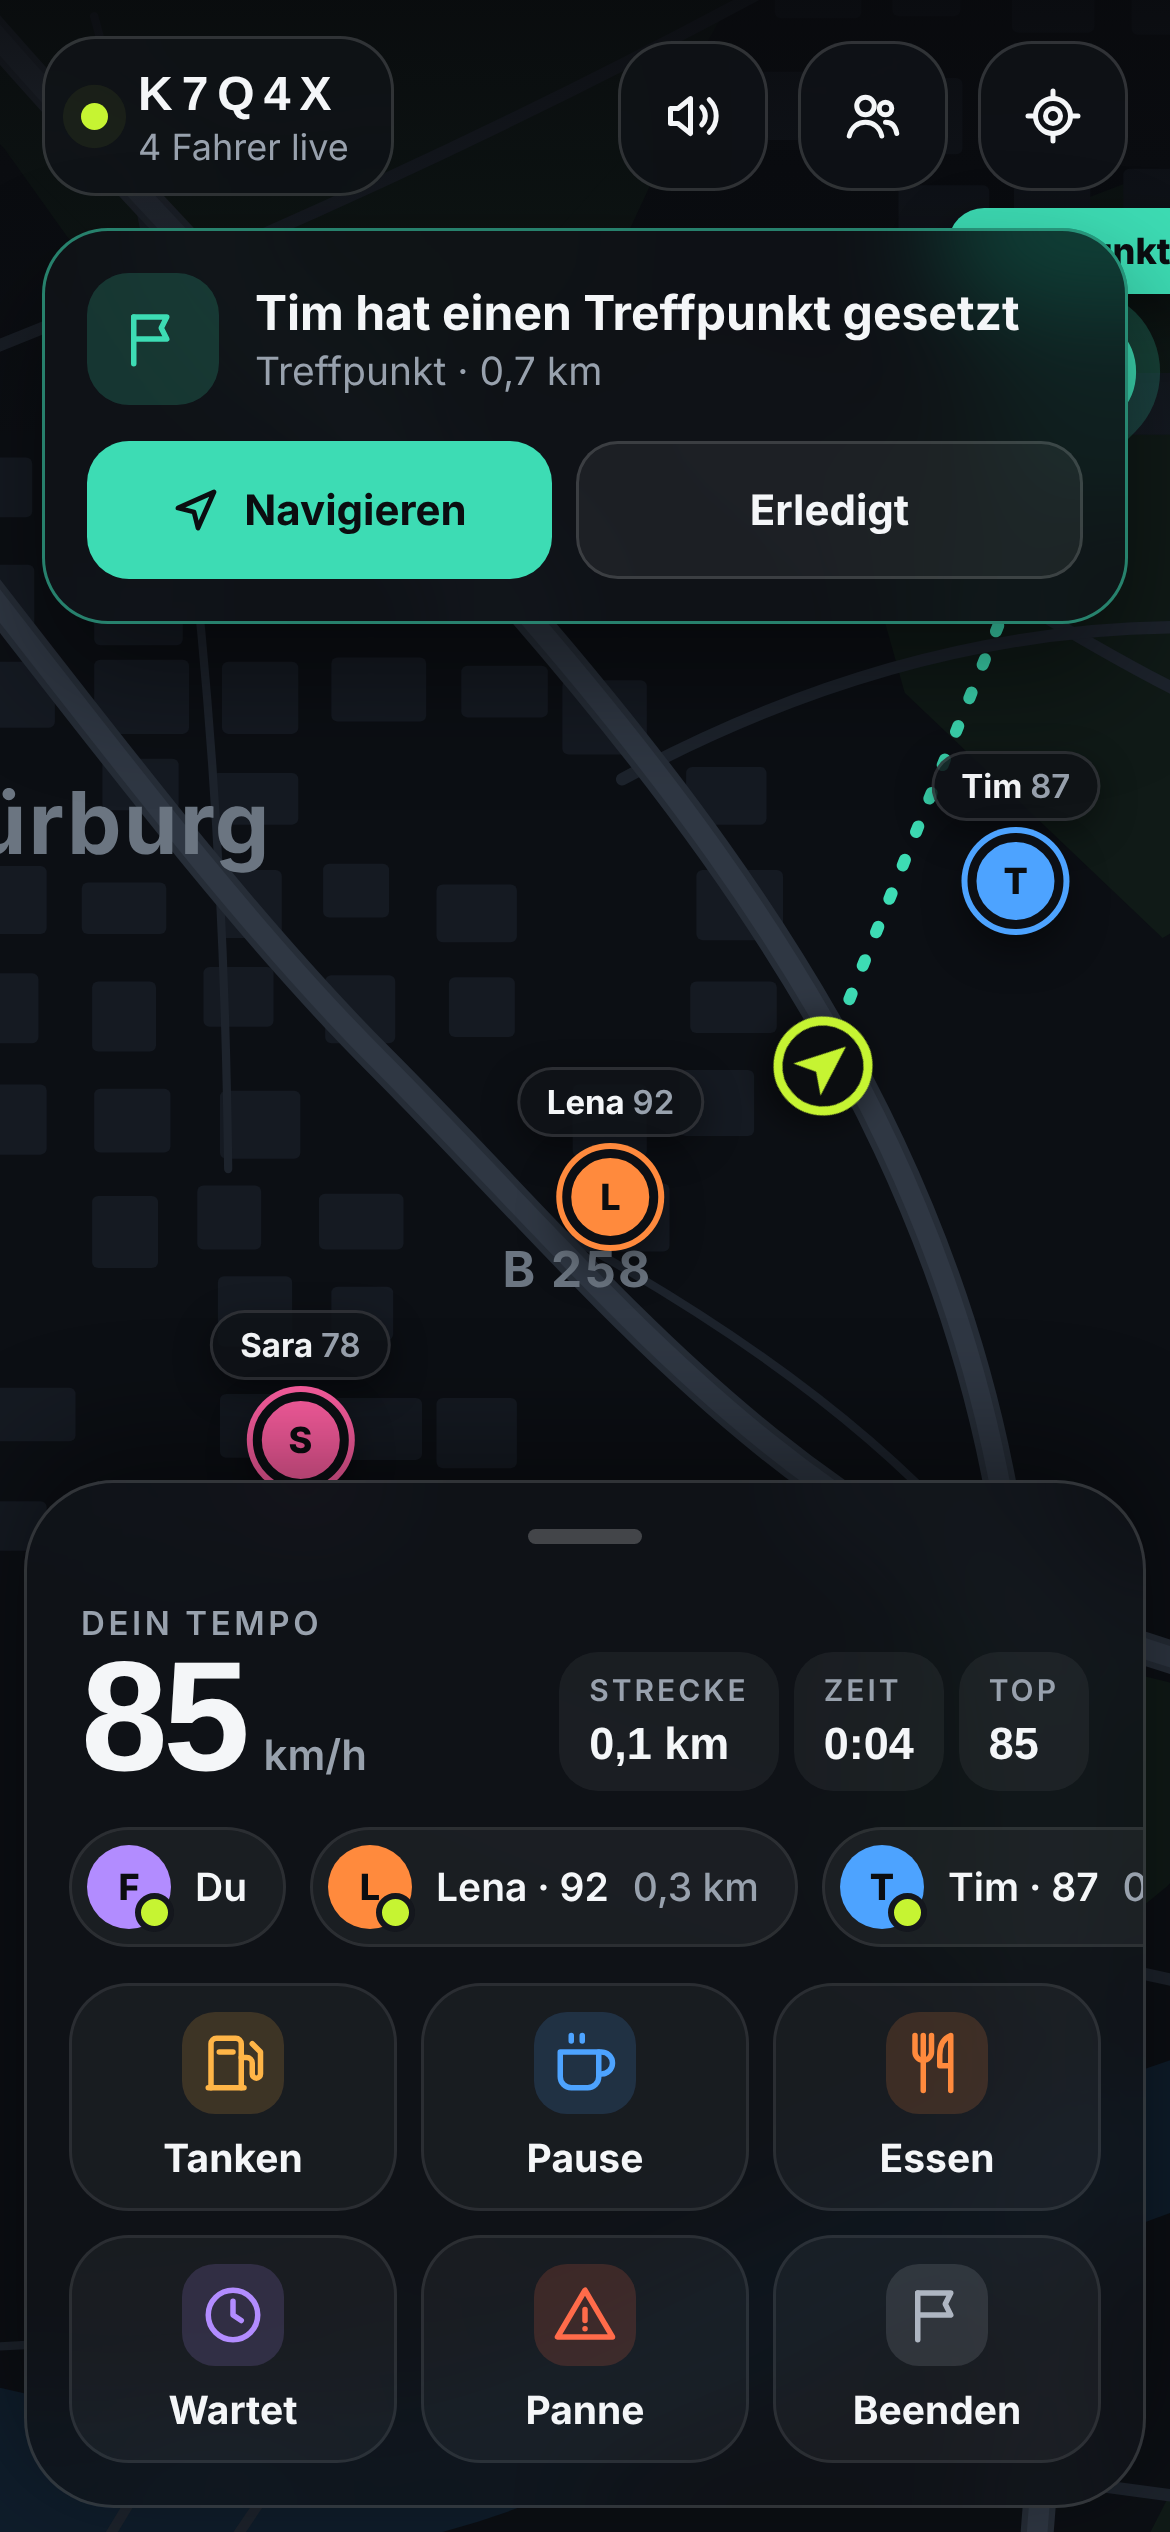 K7Q4X
4 Fahrer live
Tim hat einen Treffpunkt gesetzt
Treffpunkt · 0,7 km
Navigieren
Erledigt
Tim 87
T
ürburg
Lena 92
L
B 258
Sara 78
S
DEIN TEMPO
85 km/h
STRECKE
0,1 km
ZEIT
0:04
TOP
85
F
Du
L
Lena · 92 0,3 km
T
Tim · 87
Tanken
Pause
Essen
Wartet
Panne
Beenden